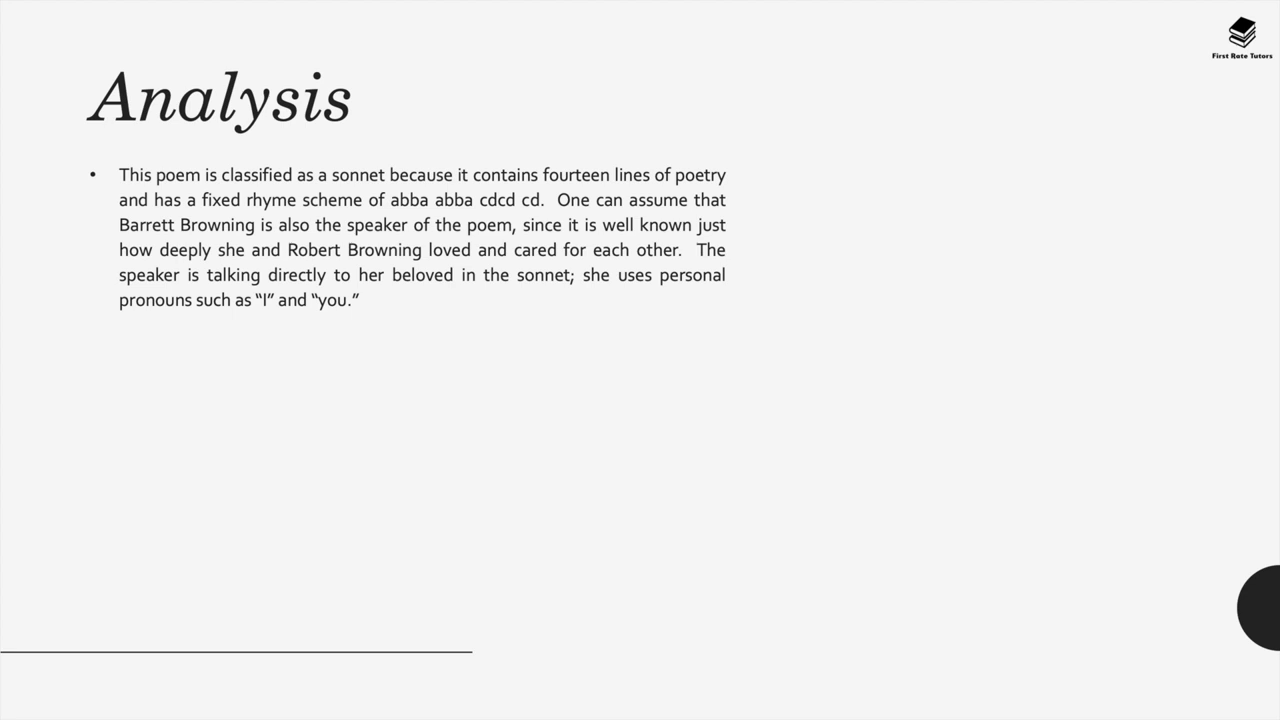 First Rate Tutors
Analysis
• This poem is classified as a sonnet because it contains fourteen lines of poetry
and has a fixed rhyme scheme of abba abba cdcd cd.  One can assume that
Barrett Browning is also the speaker of the poem, since it is well known just
how deeply she and Robert Browning loved and cared for each other.  The
speaker is talking directly to her beloved in the sonnet; she uses personal
pronouns such as “I” and “you.”